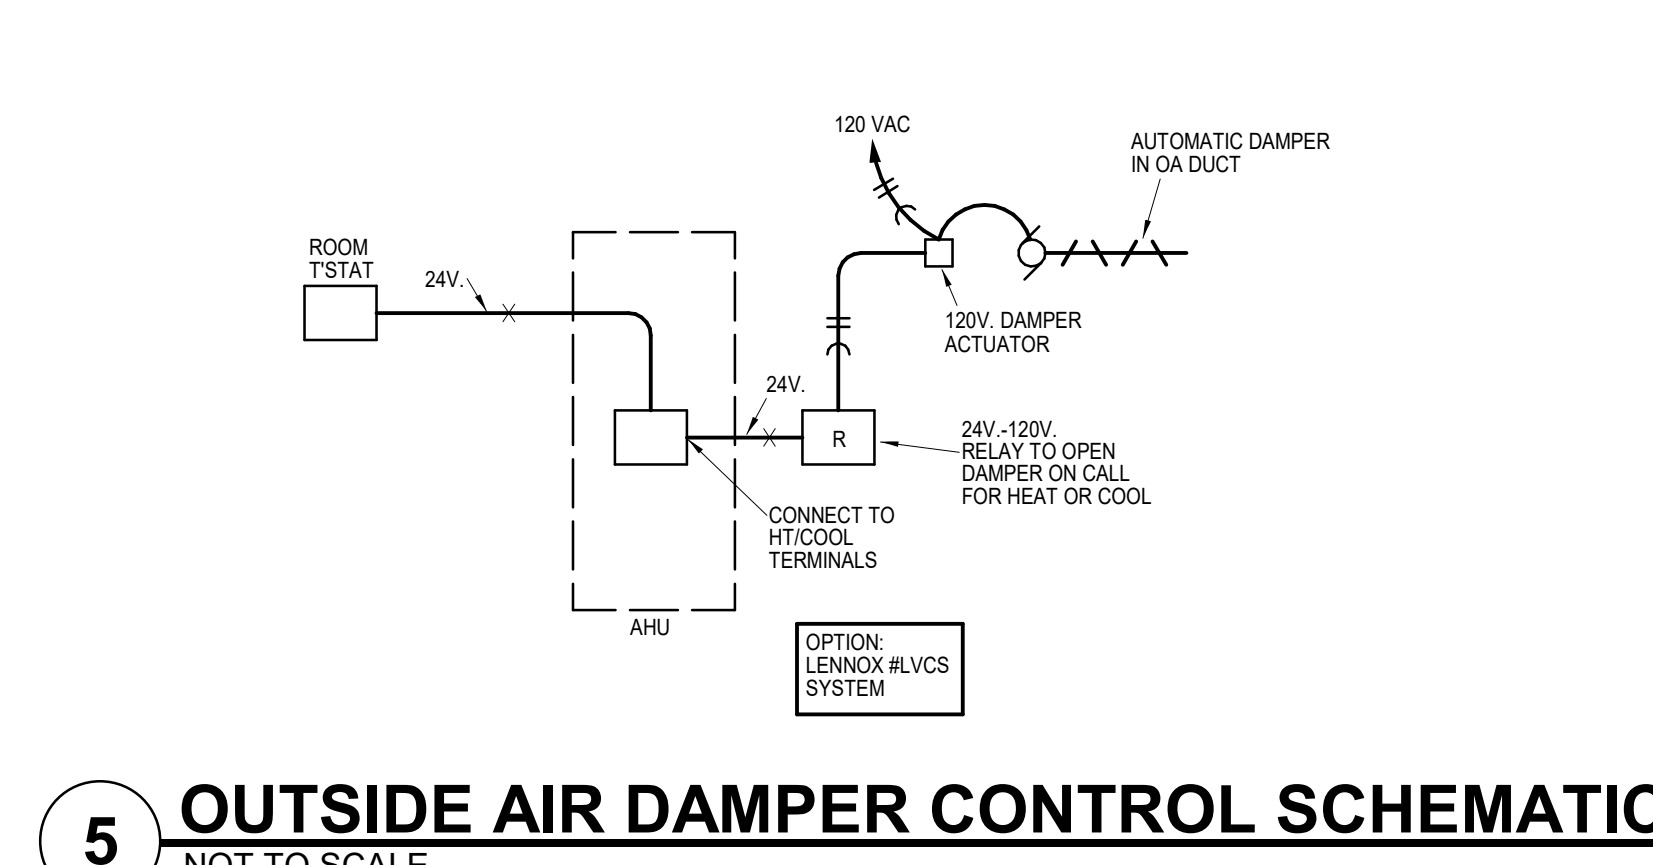 120 VAC
AUTOMATIC DAMPER
IN OA DUCT
ROOM
T'STAT
24V.
120V. DAMPER
ACTUATOR
24V.
R
24V.-120V.
RELAY TO OPEN
DAMPER ON CALL
FOR HEAT OR COOL
CONNECT TO
HT/COOL
TERMINALS
AHU
OPTION:
LENNOX #LVCS
SYSTEM
5
OUTSIDE AIR DAMPER CONTROL SCHEMATIC
NOT TO SCALE